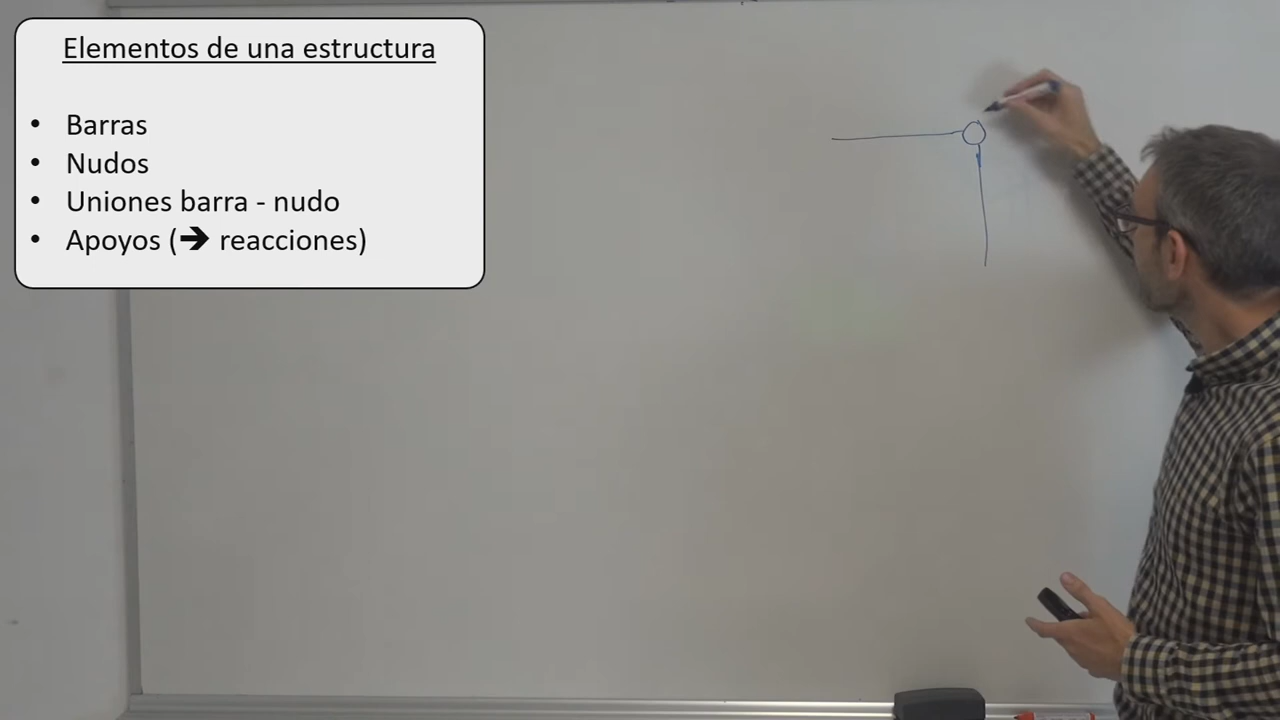 Elementos de una estructura
• Barras
• Nudos
• Uniones barra - nudo
• Apoyos (➔ reacciones)